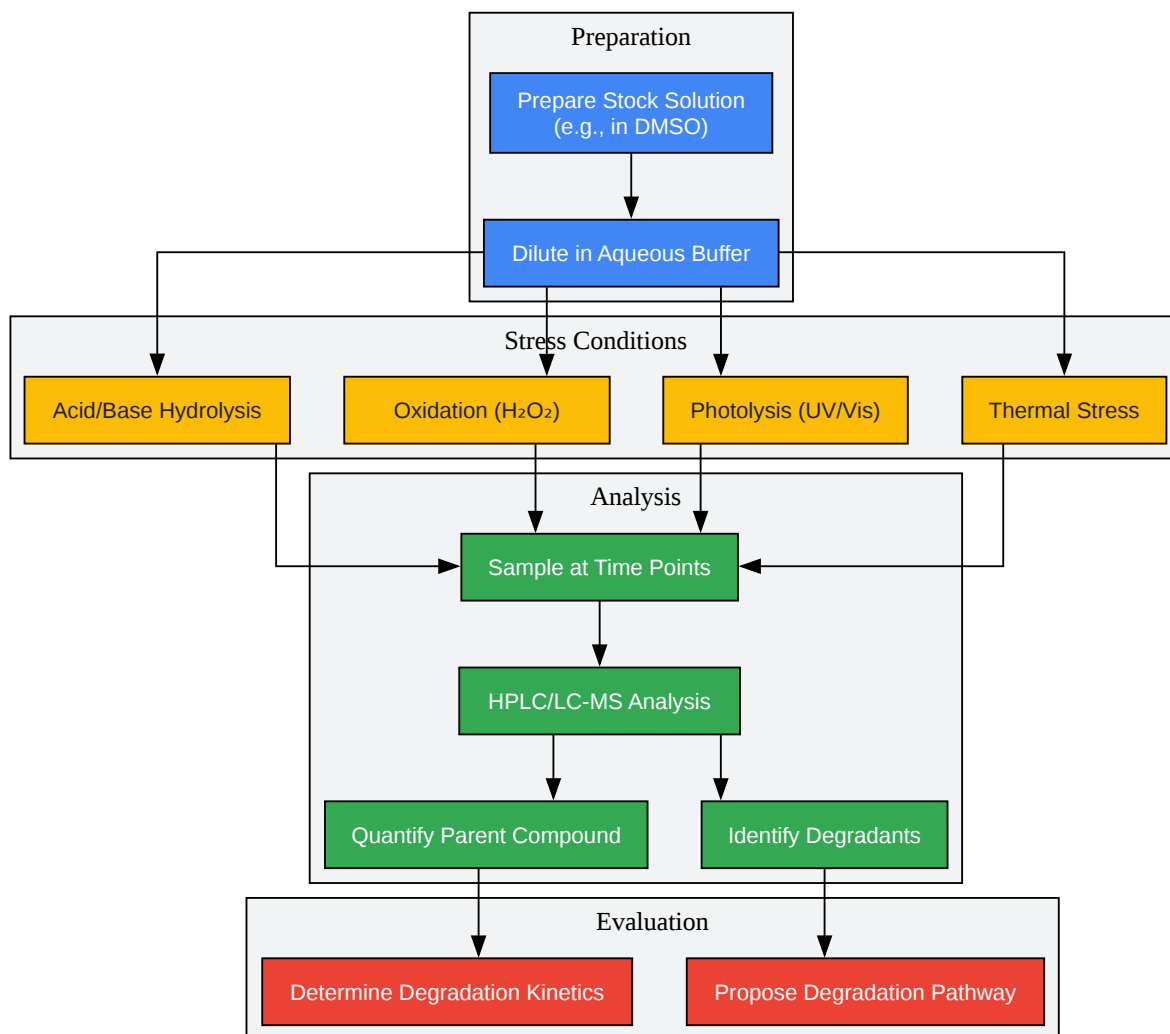 Preparation
Prepare Stock Solution
(e.g., in DMSO)
Dilute in Aqueous Buffer
Stress Conditions
Acid/Base Hydrolysis
Oxidation (H₂O₂)
Photolysis (UV/Vis)
Thermal Stress
Analysis
Sample at Time Points
HPLC/LC-MS Analysis
Quantify Parent Compound
Identify Degradants
Evaluation
Determine Degradation Kinetics
Propose Degradation Pathway